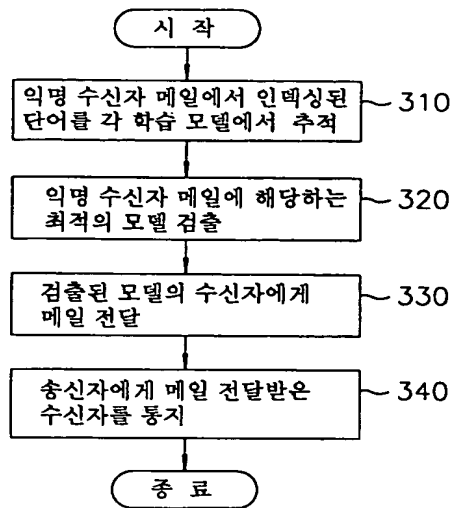 시 작
익명 수신자 메일에서 인덱싱된
단어를 각 학습 모델에서 추적
310
익명 수신자 메일에 해당하는
최적의 모델 검출
320
검출된 모델의 수신자에게
메일 전달
330
송신자에게 메일 전달받은
수신자를 통지
340
종 료